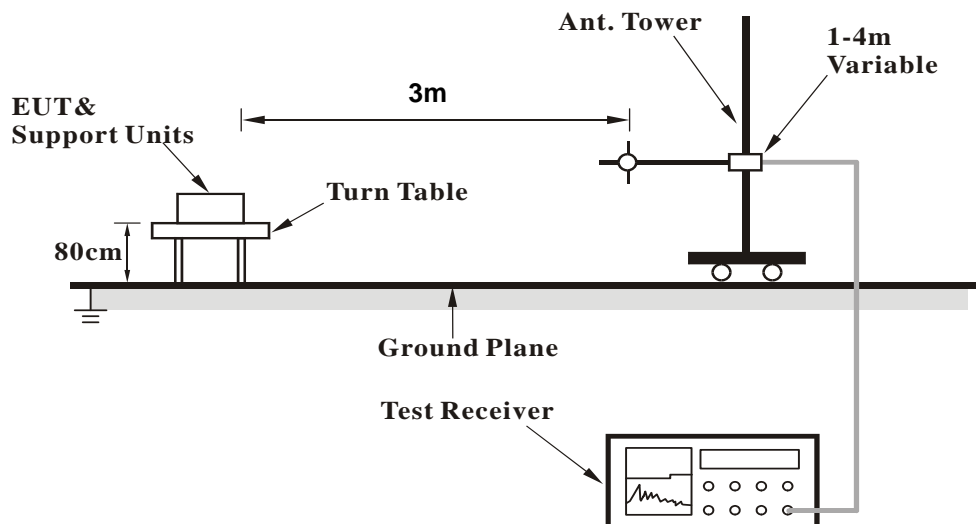 Ant. Tower
1-4m
Variable
3m
EUT&
Support Units
Turn Table
80cm
Ground Plane
Test Receiver